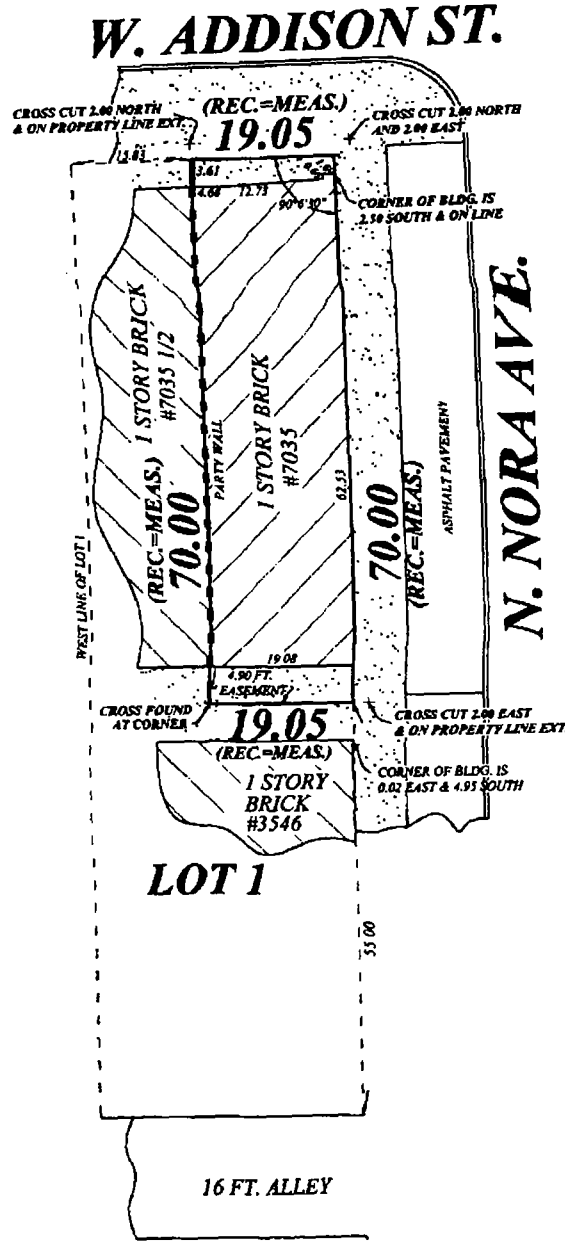 W. ADDISON ST.
CROSS CUT 2.00 NORTH
& ON PROPERTY LINE EXT.
(REC.=MEAS.)
19.05
CROSS CUT 2.00 NORTH
AND 2.00 EAST
15.83
3.61
4.68
12.73
90°6'30"
CORNER OF BLDG. IS
2.50 SOUTH & ON LINE
N. NORA AVE.
1 STORY BRICK
#7035 1/2
1 STORY BRICK
#7035
PARTY WALL
62.53
ASPHALT PAVEMENT
(REC.=MEAS.)
70.00
70.00
(REC.=MEAS.)
WEST LINE OF LOT 1
19.08
4.90 FT.
EASEMENT
CROSS FOUND
AT CORNER
19.05
(REC.=MEAS.)
CROSS CUT 2.00 EAST
& ON PROPERTY LINE EXT
CORNER OF BLDG. IS
0.02 EAST & 4.95 SOUTH
1 STORY
BRICK
#3546
LOT 1
55.00
16 FT. ALLEY